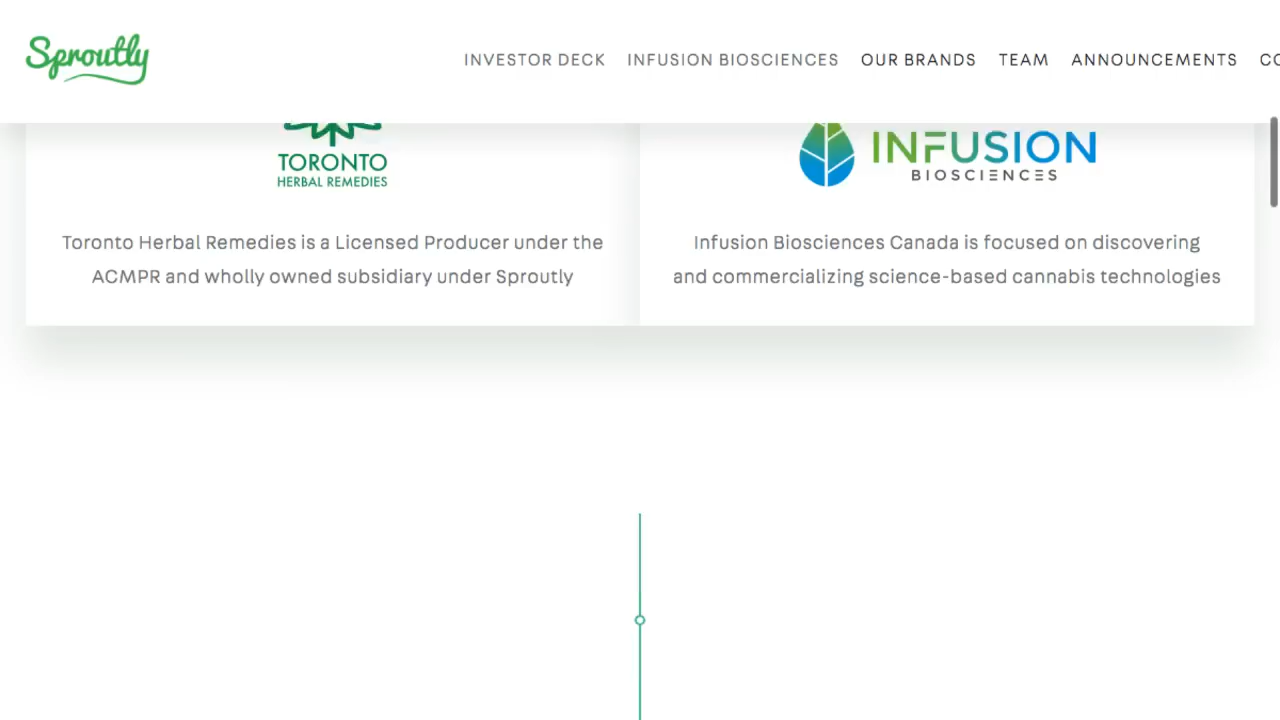 Sproutly
INVESTOR DECK INFUSION BIOSCIENCES OUR BRANDS TEAM ANNOUNCEMENTS
TORONTO
HERBAL REMEDIES
Toronto Herbal Remedies is a Licensed Producer under the
ACMPR and wholly owned subsidiary under Sproutly
INFUSION
BIOSCIENCES
Infusion Biosciences Canada is focused on discovering
and commercializing science-based cannabis technologies